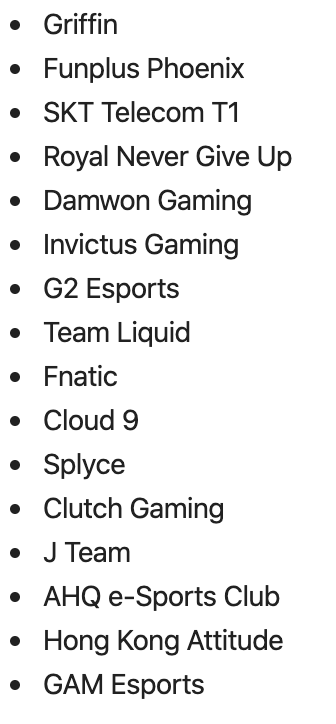 • Griffin
• Funplus Phoenix
• SKT Telecom T1
• Royal Never Give Up
• Damwon Gaming
• Invictus Gaming
• G2 Esports
• Team Liquid
• Fnatic
• Cloud 9
• Splyce
• Clutch Gaming
• J Team
• AHQ e-Sports Club
• Hong Kong Attitude
• GAM Esports